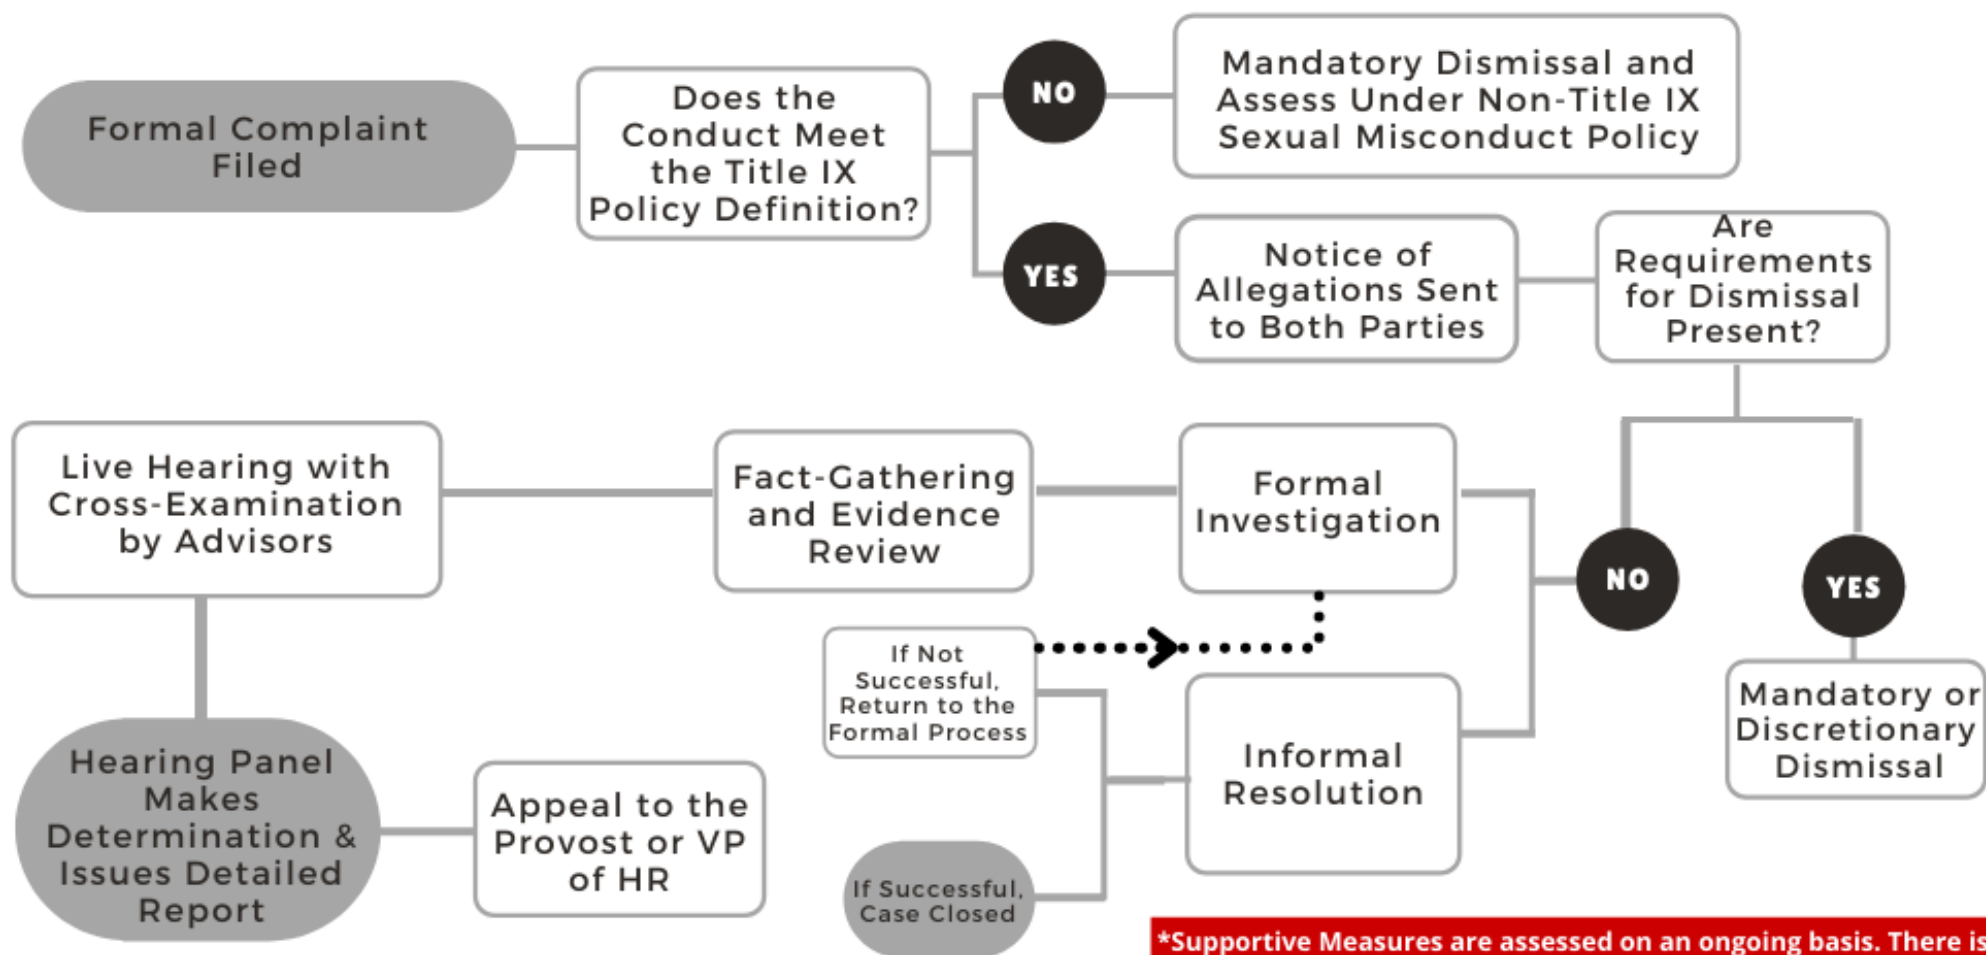 Formal Complaint
Filed
Does the
Conduct Meet
the Title IX
Policy Definition?
NO
Mandatory Dismissal and
Assess Under Non-Title IX
Sexual Misconduct Policy
YES
Notice of
Allegations Sent
to Both Parties
Are
Requirements
for Dismissal
Present?
NO
YES
Mandatory or
Discretionary
Dismissal
Formal
Investigation
Fact-Gathering
and Evidence
Review
Live Hearing with
Cross-Examination
by Advisors
Informal
Resolution
If Not
Successful,
Return to the
Formal Process
If Successful,
Case Closed
Hearing Panel
Makes
Determination &
Issues Detailed
Report
Appeal to the
Provost or VP
of HR
*Supportive Measures are assessed on an ongoing basis. There is